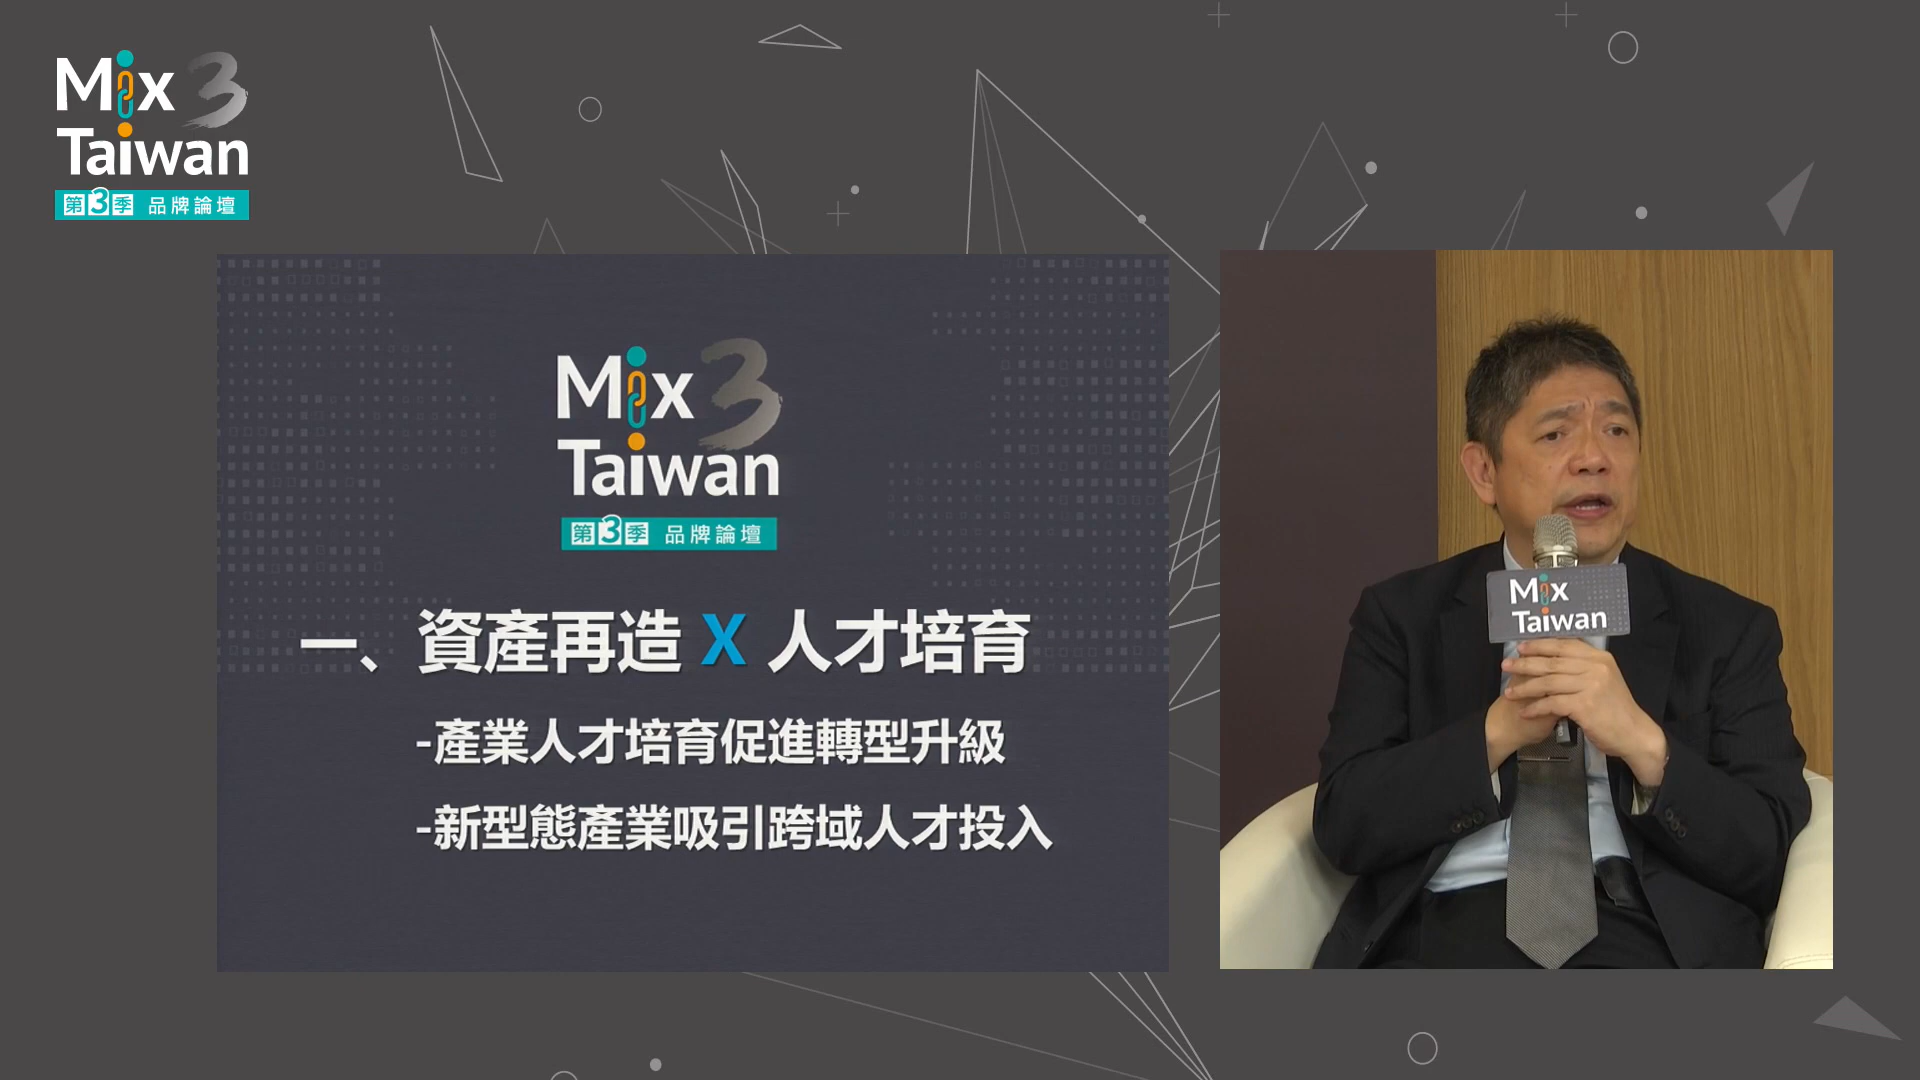 Mix 3
Taiwan
第3季 品牌論壇
Mix 3
Taiwan
第3季 品牌論壇
一、資產再造 X 人才培育
-產業人才培育促進轉型升級
-新型態產業吸引跨域人才投入
Mix
Taiwan